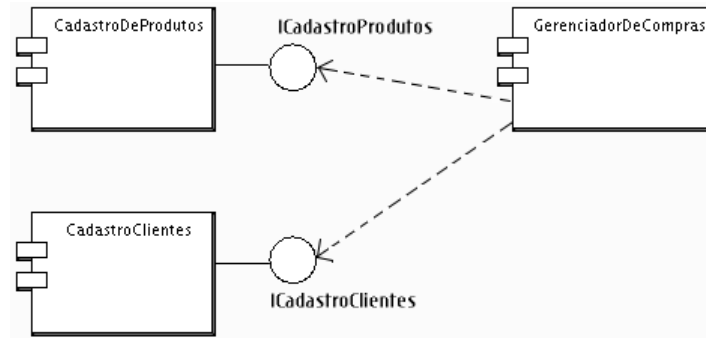 CadastroDeProdutos
ICadastroProdutos
GerenciadorDeCompras
CadastroClientes
ICadastroClientes